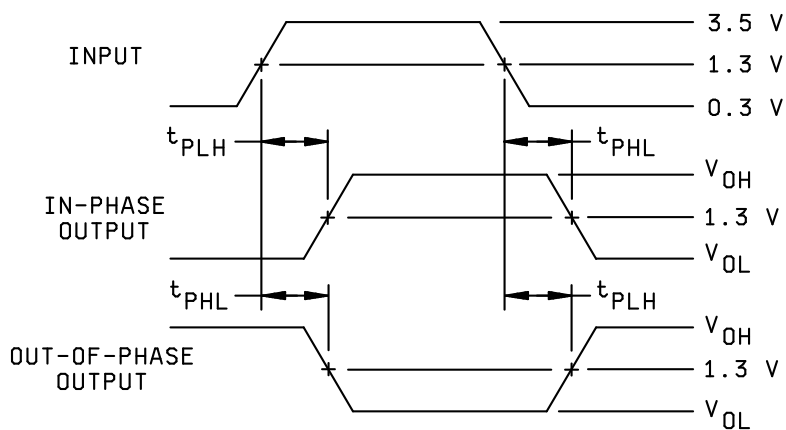 3.5 V
INPUT
1.3 V
0.3 V
tPLH
tPHL
VOH
IN-PHASE
OUTPUT
1.3 V
VOL
tPHL
tPLH
VOH
OUT-OF-PHASE
OUTPUT
1.3 V
VOL